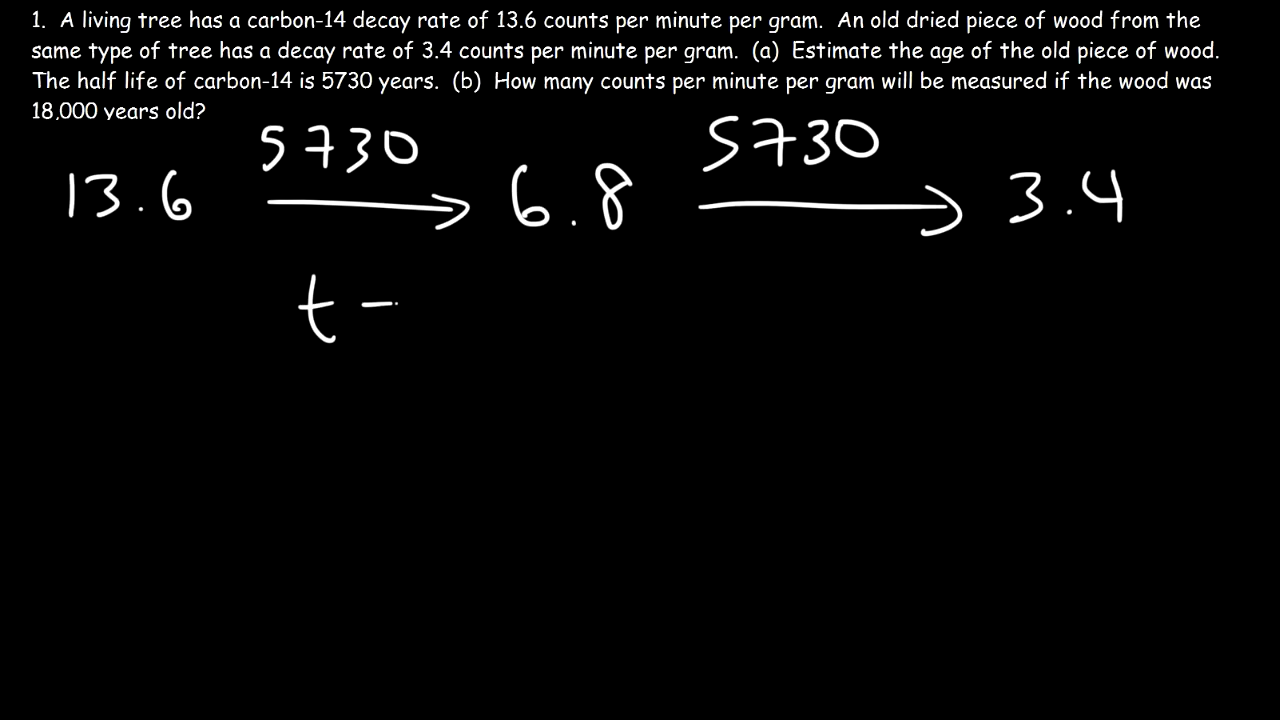 1. A living tree has a carbon-14 decay rate of 13.6 counts per minute per gram. An old dried piece of wood from the
same type of tree has a decay rate of 3.4 counts per minute per gram. (a) Estimate the age of the old piece of wood.
The half life of carbon-14 is 5730 years. (b) How many counts per minute per gram will be measured if the wood was
18,000 years old?
5730 5730
13.6 → 6.8 → 3.4
t -